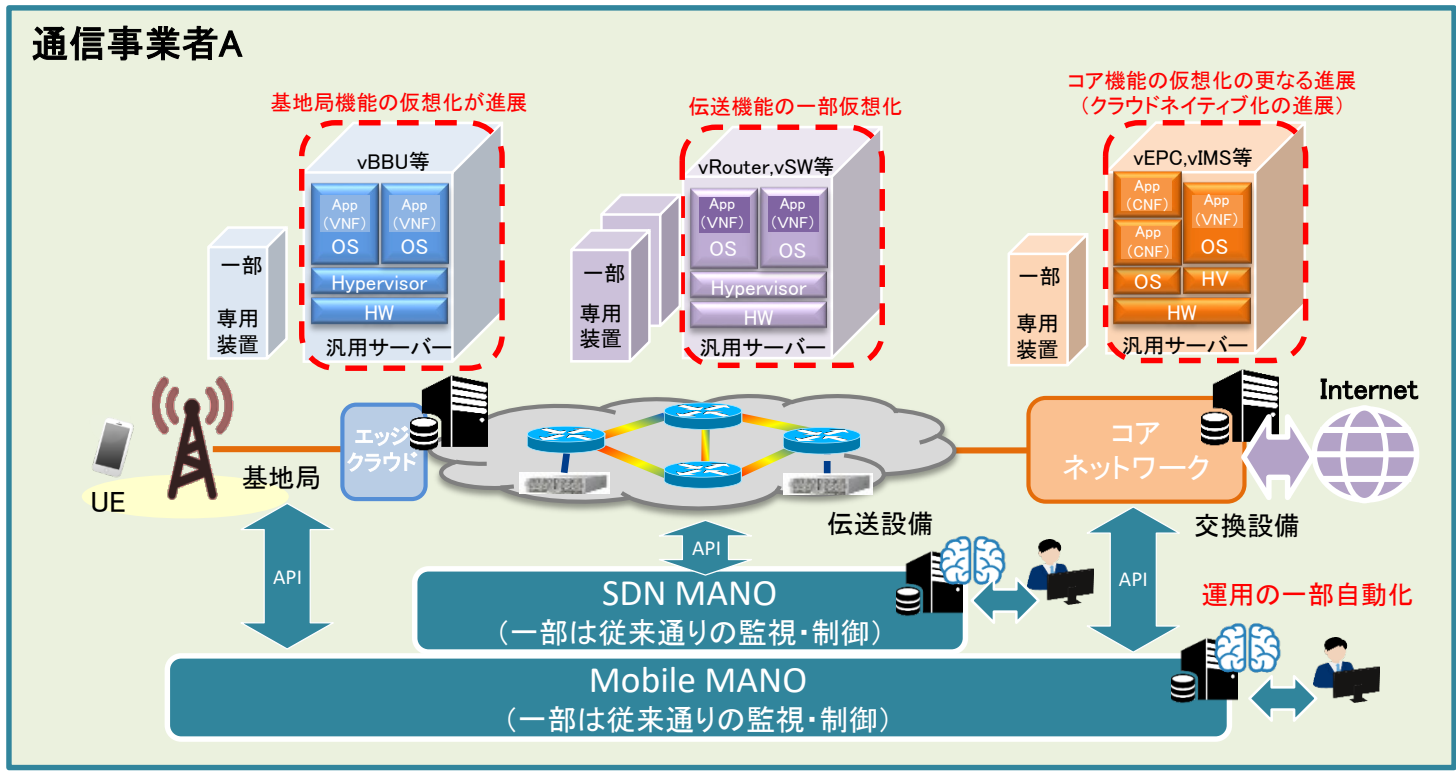 通信事業者A
基地局機能の仮想化が進展
vBBU等
App
(VNF)
OS
App
(VNF)
OS
Hypervisor
HW
汎用サーバー
一部
専用
装置
伝送機能の一部仮想化
vRouter,vSW等
App
(VNF)
OS
App
(VNF)
OS
Hypervisor
HW
汎用サーバー
一部
専用
装置
コア機能の仮想化の更なる進展
(クラウドネイティブ化の進展)
vEPC,vIMS等
App
(CNF)
App
(CNF)
OS
App
(VNF)
OS
HV
HW
汎用サーバー
一部
専用
装置
UE
基地局
エッジ
クラウド
伝送設備
コア
ネットワーク
交換設備
Internet
API
API
API
SDN MANO
(一部は従来通りの監視・制御)
運用の一部自動化
Mobile MANO
(一部は従来通りの監視・制御)